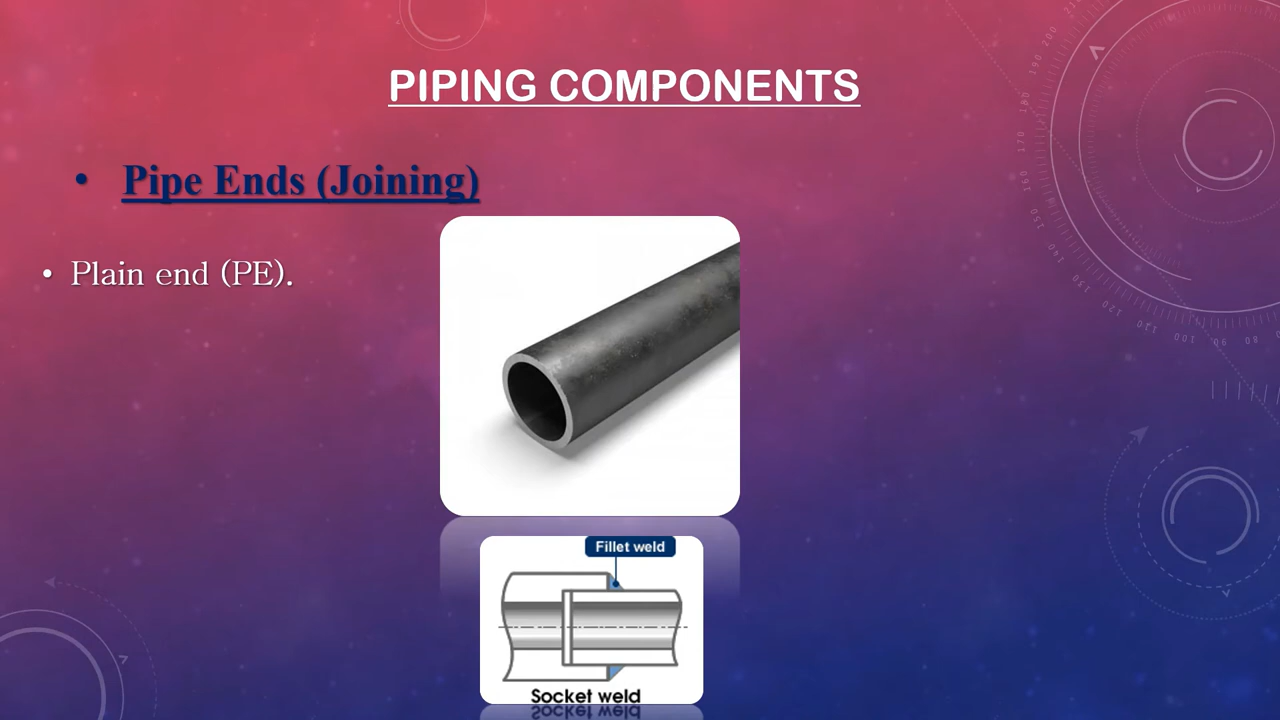 PIPING COMPONENTS
• Pipe Ends (Joining)
• Plain end (PE).
Fillet weld
Socket weld